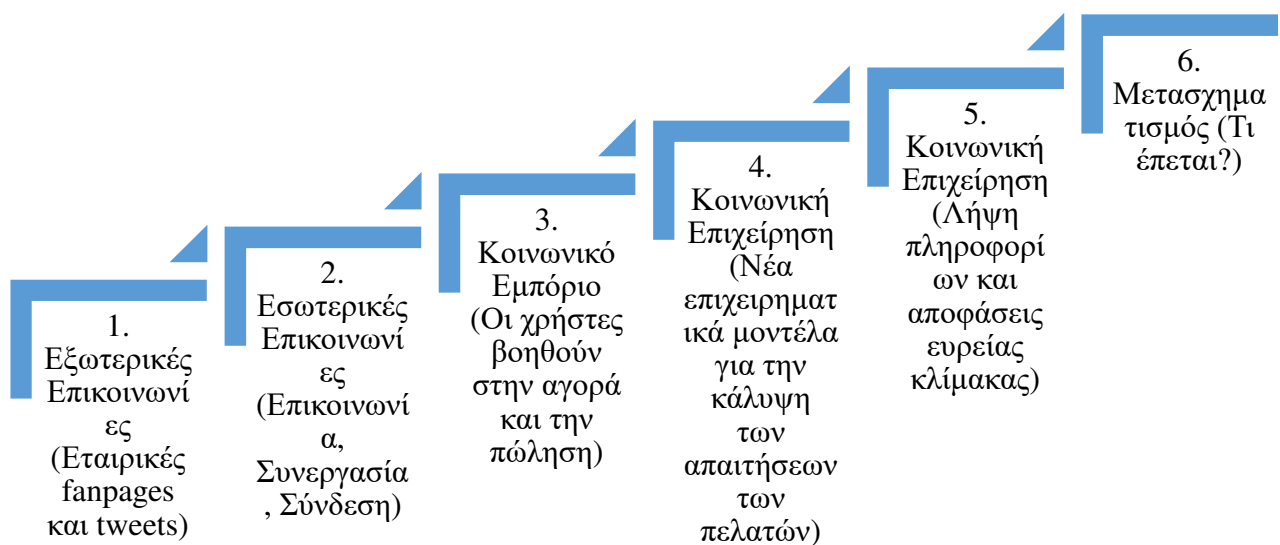 1.
Εξωτερικές
Επικοινωνί
ες
(Εταιρικές
fanpages
και tweets)
2.
Εσωτερικές
Επικοινωνί
ες
(Επικοινωνί
α,
Συνεργασία
, Σύνδεση)
3.
Κοινωνικό
Εμπόριο
(Οι χρήστες
βοηθούν
στην αγορά
και την
πώληση)
4.
Κοινωνική
Επιχείρηση
(Νέα
επιχειρηματ
ικά μοντέλα
για την
κάλυψη
των
απαιτήσεων
των
πελατών)
5.
Κοινωνική
Επιχείρηση
(Λήψη
πληροφορί
ων και
αποφάσεις
ευρείας
κλίμακας)
6.
Μετασχημα
τισμός (Τι
έπεται?)